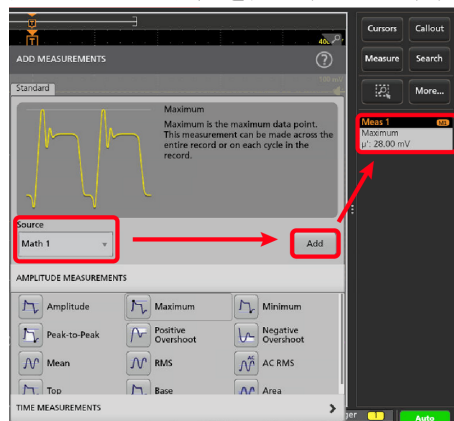 T
ADD MEASUREMENTS
?
Standard
Maximum
Maximum is the maximum data point.
This measurement can be made across the
entire record or on each cycle in the
record.
Source
Math 1
Add
AMPLITUDE MEASUREMENTS
Amplitude
Maximum
Minimum
Peak-to-Peak
Positive
Overshoot
Negative
Overshoot
Mean
RMS
AC RMS
Top
Base
Area
TIME MEASUREMENTS
Cursors
Callout
Measure
Search
More...
Meas 1
M1
Maximum
µ': 28.00 mV
ger
Auto